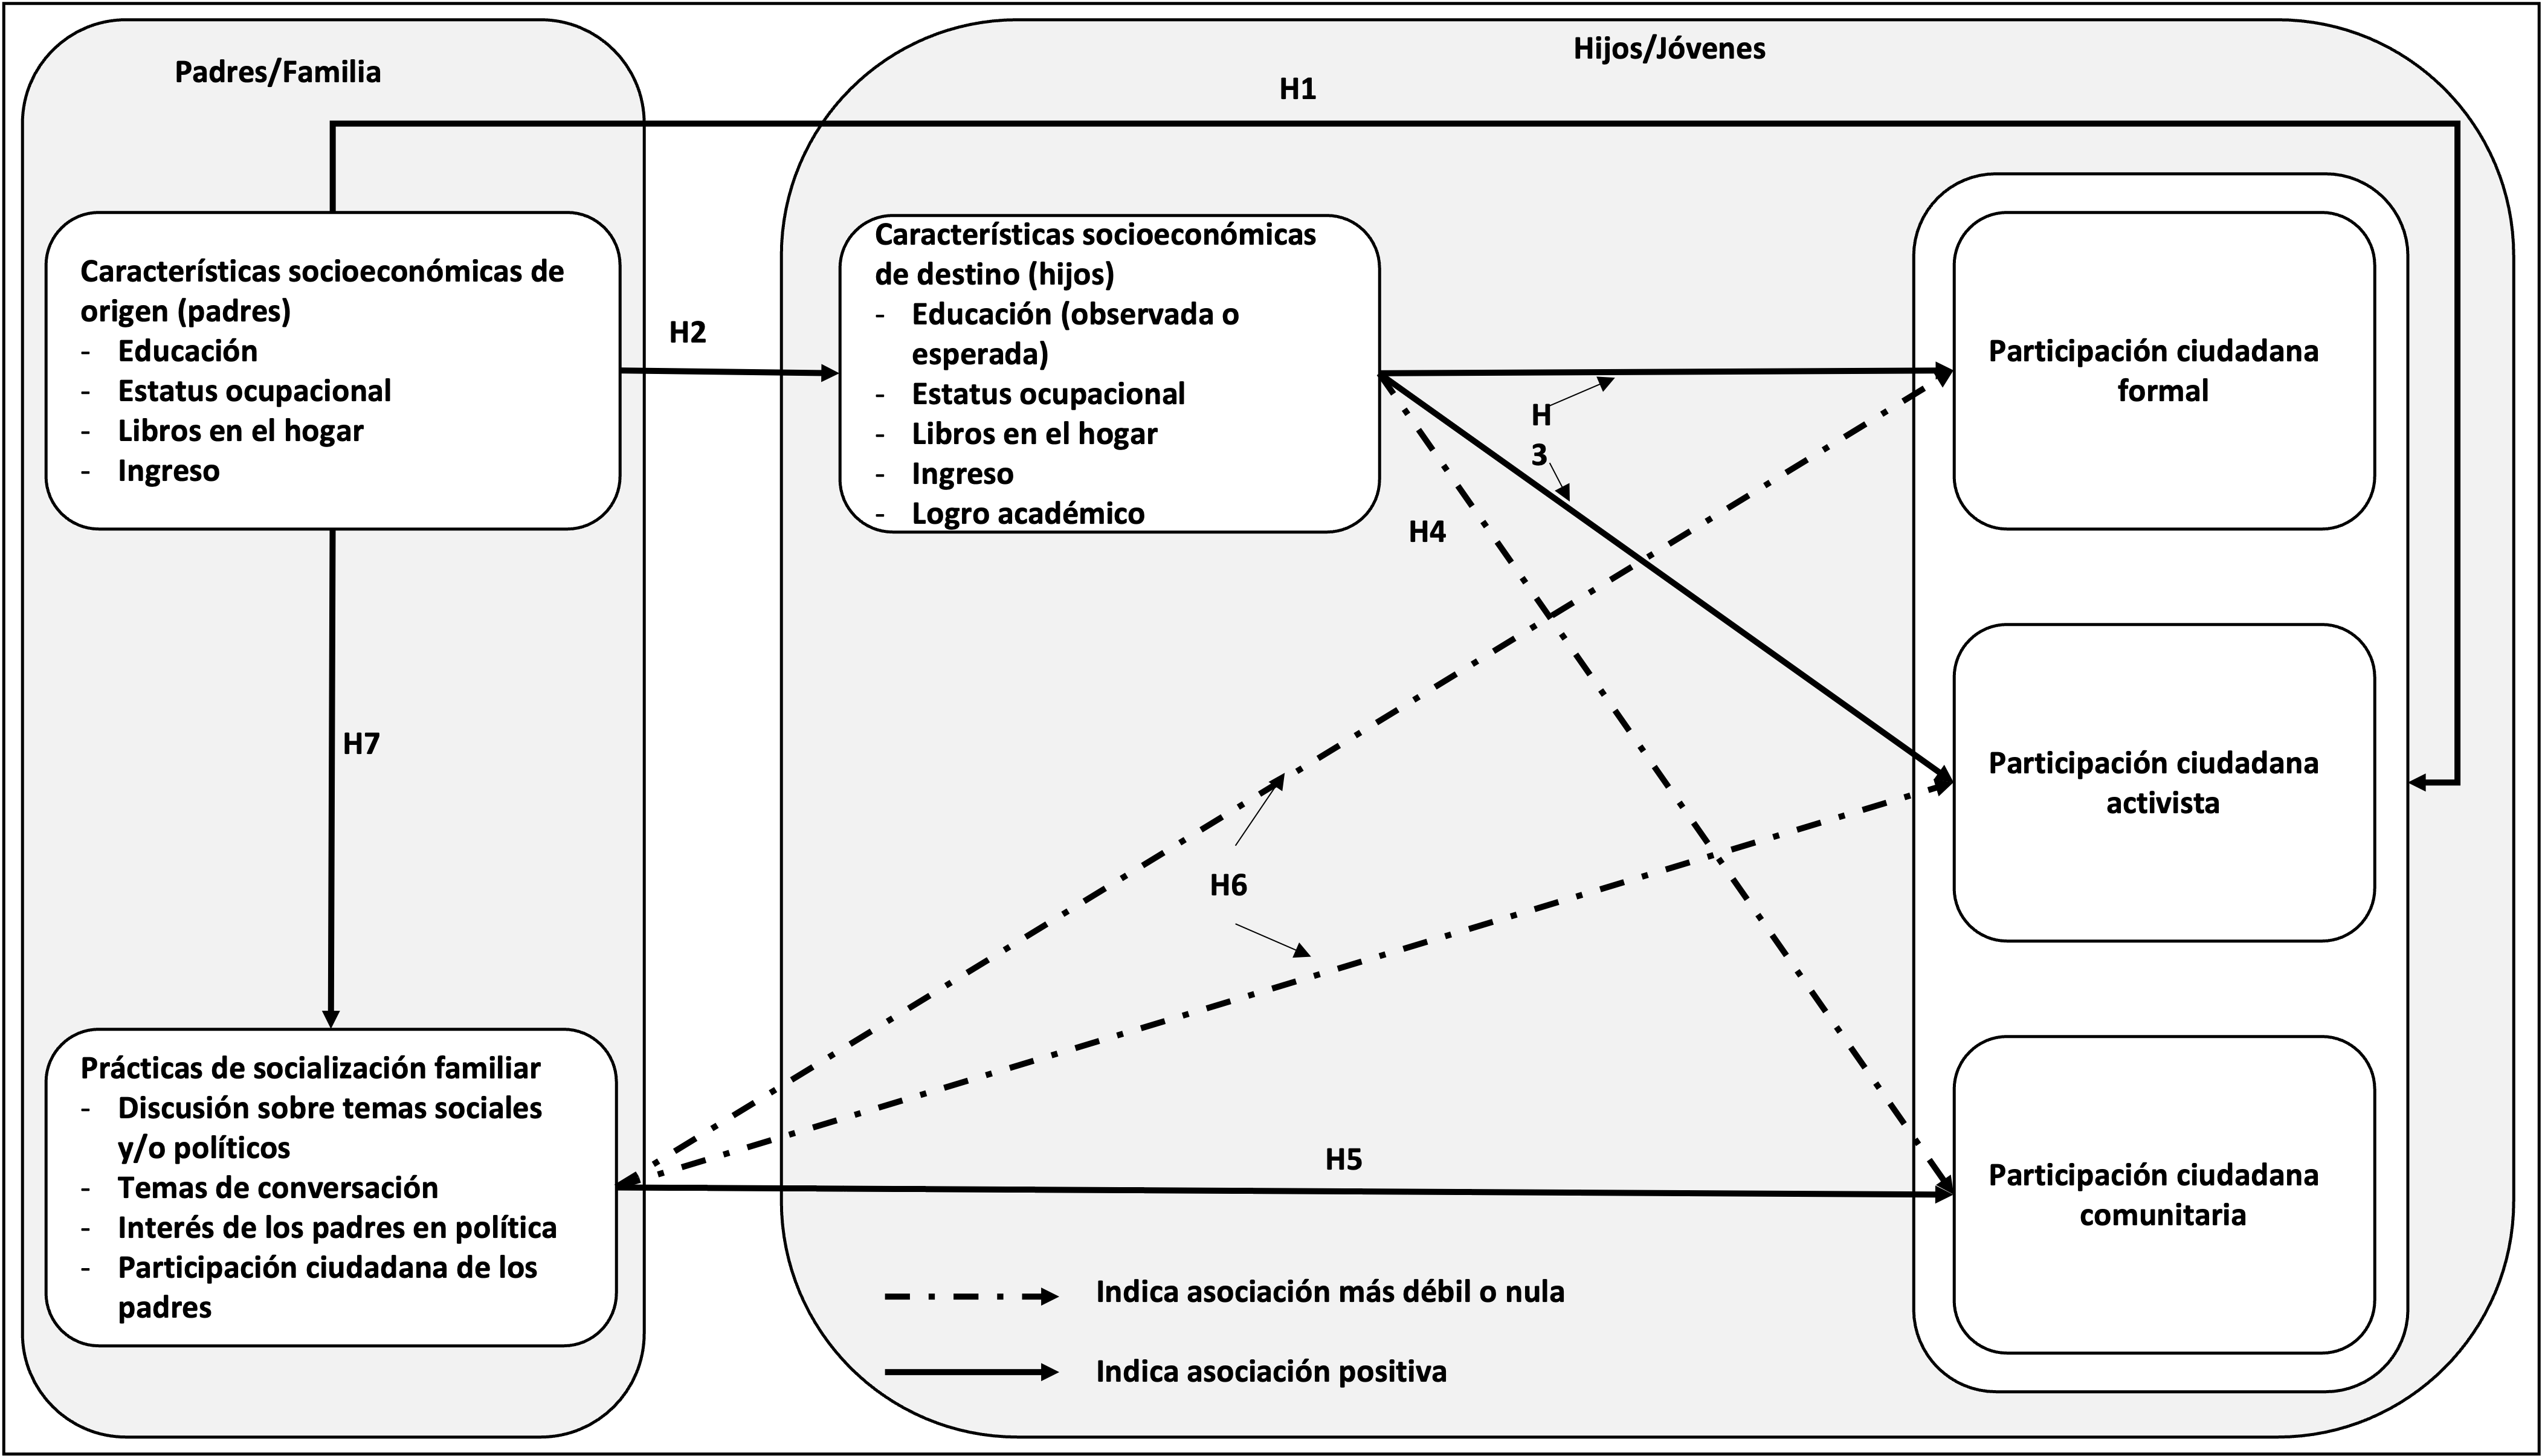 Padres/Familia
Hijos/Jóvenes
H1
Características socioeconómicas de
origen (padres)
- Educación
- Estatus ocupacional
- Libros en el hogar
- Ingreso
H2
Características socioeconómicas
de destino (hijos)
- Educación (observada o
esperada)
- Estatus ocupacional
- Libros en el hogar
- Ingreso
- Logro académico
H
3
H4
Participación ciudadana
formal
H7
H6
Participación ciudadana
activista
Prácticas de socialización familiar
- Discusión sobre temas sociales
y/o políticos
- Temas de conversación
- Interés de los padres en política
- Participación ciudadana de los
padres
H5
Participación ciudadana
comunitaria
Indica asociación más débil o nula
Indica asociación positiva